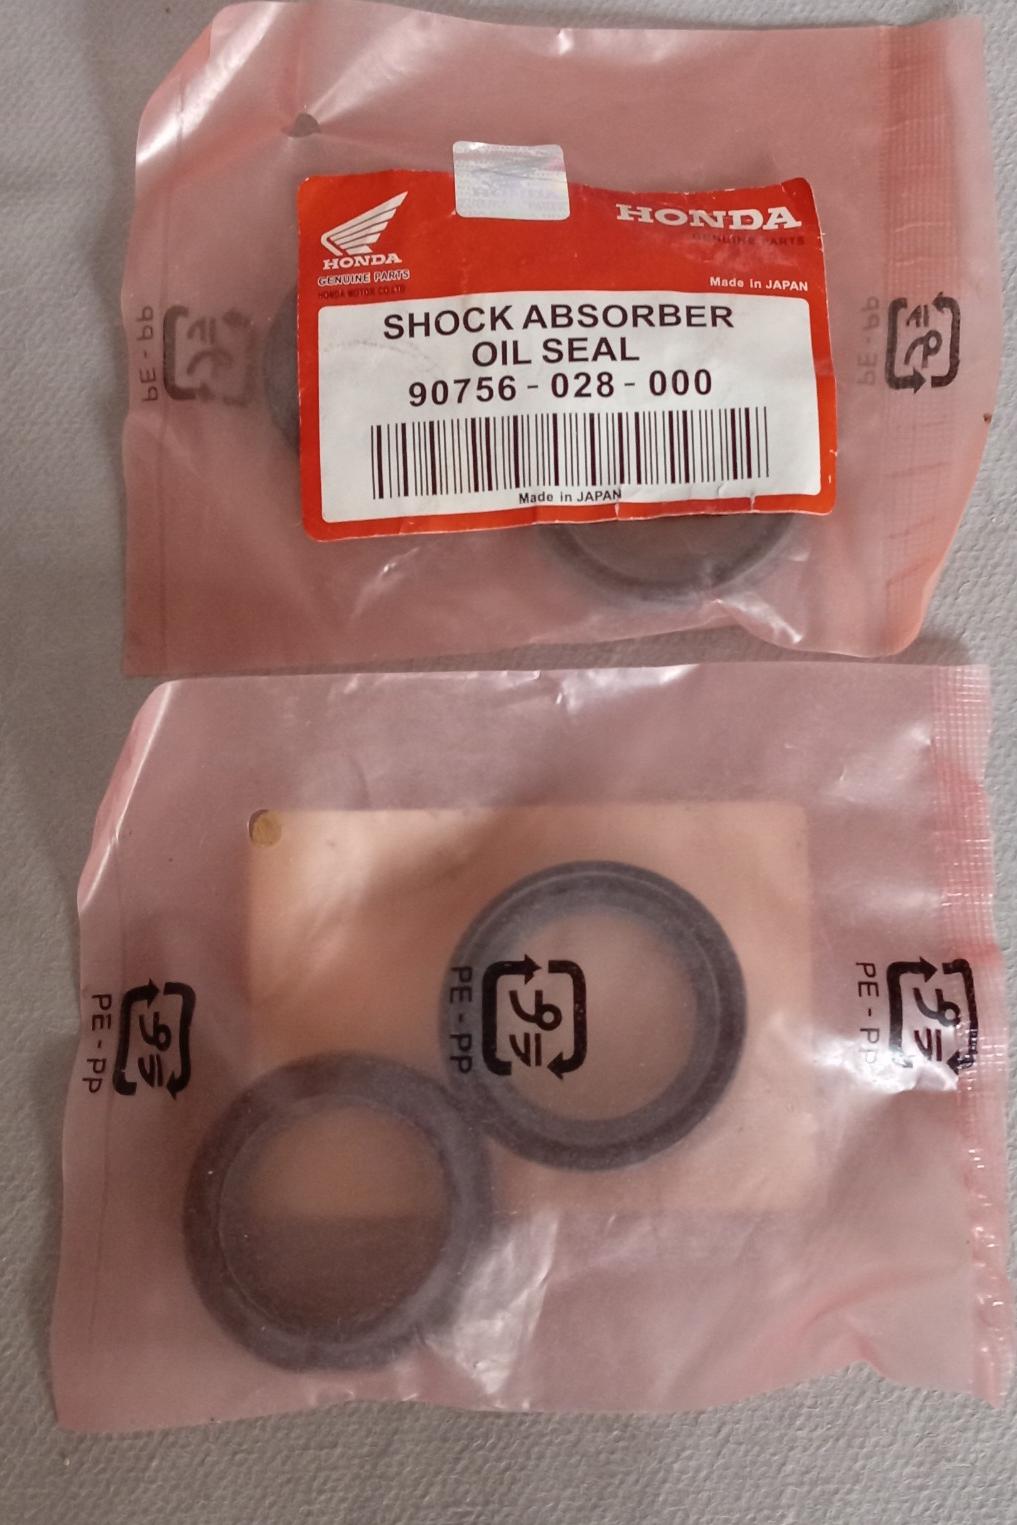 HONDA
GENUINE PARTS
HONDA MOTOR CO.LTD
HONDA
GENUINE PARTS
Made in JAPAN
SHOCK ABSORBER
OIL SEAL
90756 - 028 - 000
Made in JAPAN
PE - PP
プラ
PE - PP
プラ
PE - PP
プラ
PE - PP
プラ
PE - PP
プラ